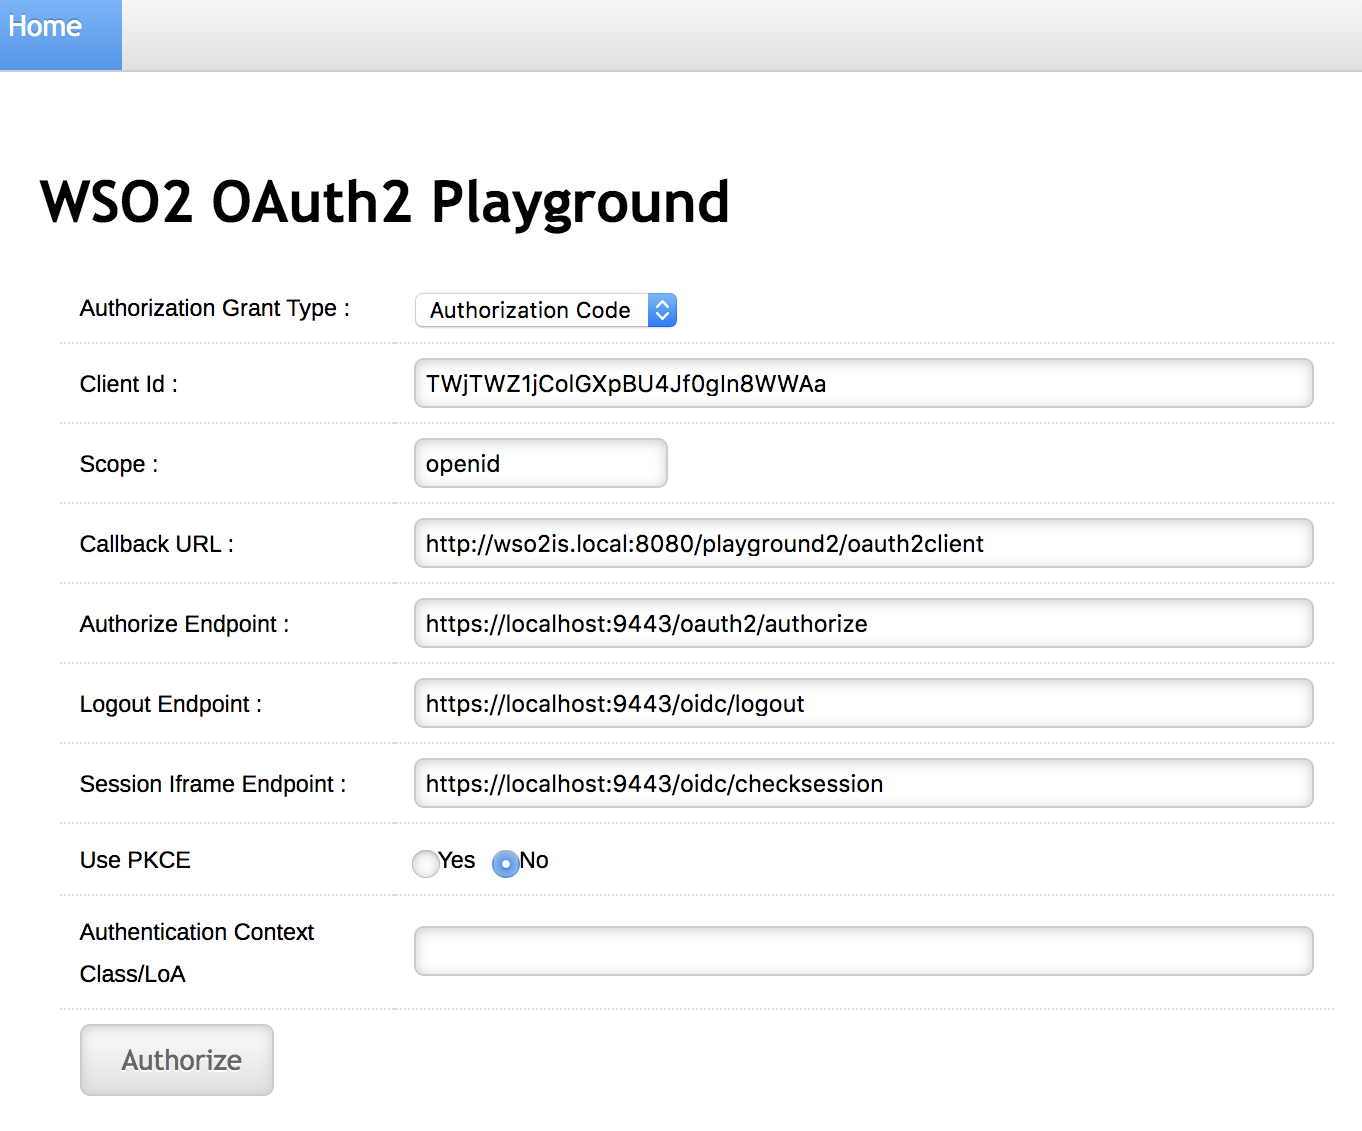 Home
WSO2 OAuth2 Playground
Authorization Grant Type : Authorization Code
Client Id : TWjTWZ1jColGXpBU4Jf0gIn8WWAa
Scope : openid
Callback URL : http://wso2is.local:8080/playground2/oauth2client
Authorize Endpoint : https://localhost:9443/oauth2/authorize
Logout Endpoint : https://localhost:9443/oidc/logout
Session Iframe Endpoint : https://localhost:9443/oidc/checksession
Use PKCE Yes No
Authentication Context
Class/LoA
Authorize